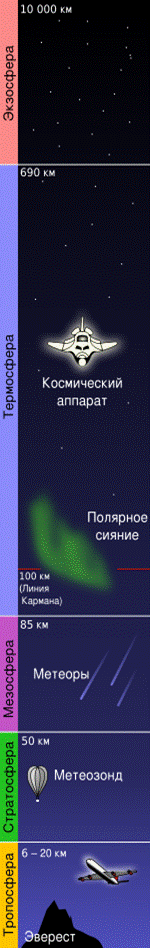 10 000 км
Экзосфера
690 км
Термосфера
Космический
аппарат
Полярное
сияние
100 км
(Линия
Кармана)
85 км
Мезосфера
Метеоры
50 км
Стратосфера
Метеозонд
6 – 20 км
Тропосфера
Эверест